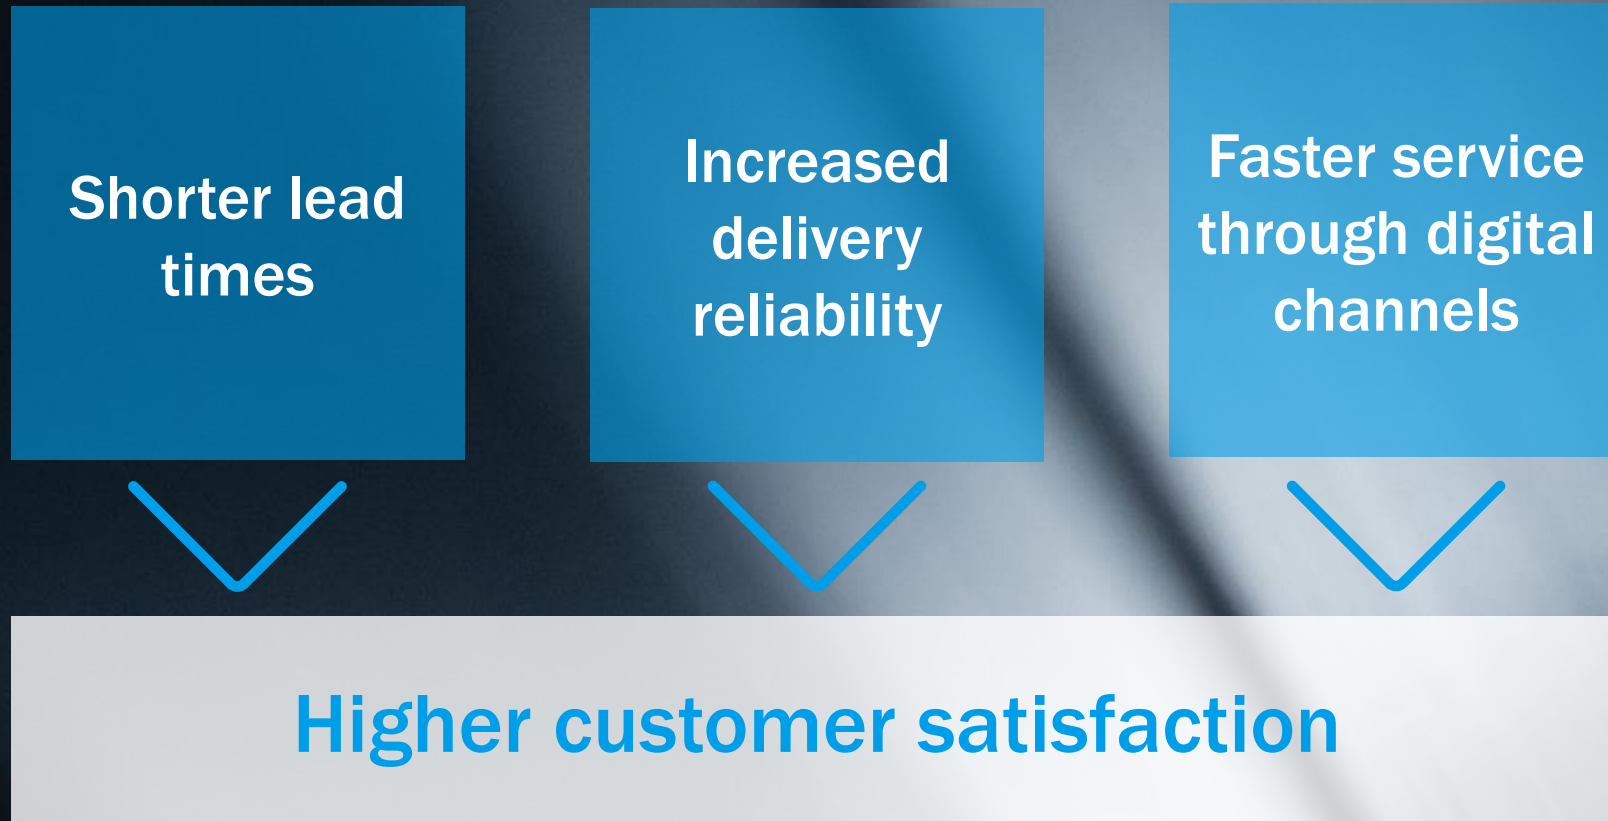 Shorter lead
times
Increased
delivery
reliability
Faster service
through digital
channels
Higher customer satisfaction